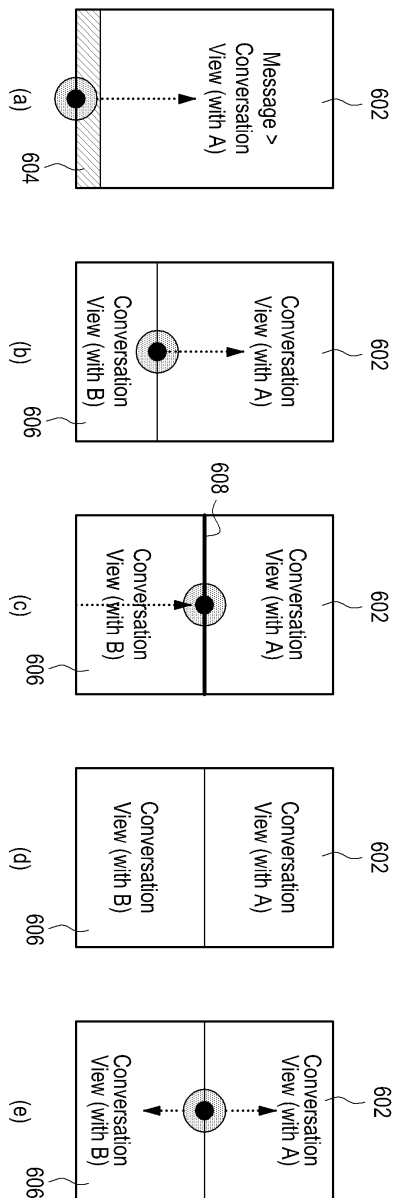 602
Message >
Conversation
View (with A)
604
(a)
602
Conversation
View (with A)
Conversation
View (with B)
606
(b)
602
Conversation
View (with A)
608
Conversation
View (with B)
606
(c)
602
Conversation
View (with A)
Conversation
View (with B)
606
(d)
602
Conversation
View (with A)
Conversation
View (with B)
606
(e)